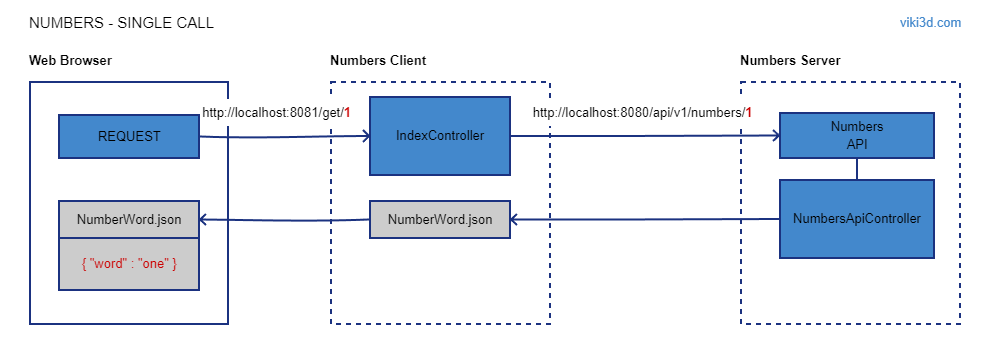 NUMBERS - SINGLE CALL
viki3d.com
Web Browser
Numbers Client
Numbers Server
http://localhost:8081/get/1
http://localhost:8080/api/v1/numbers/1
REQUEST
IndexController
Numbers
API
NumberWord.json
NumberWord.json
NumbersApiController
{ "word" : "one" }